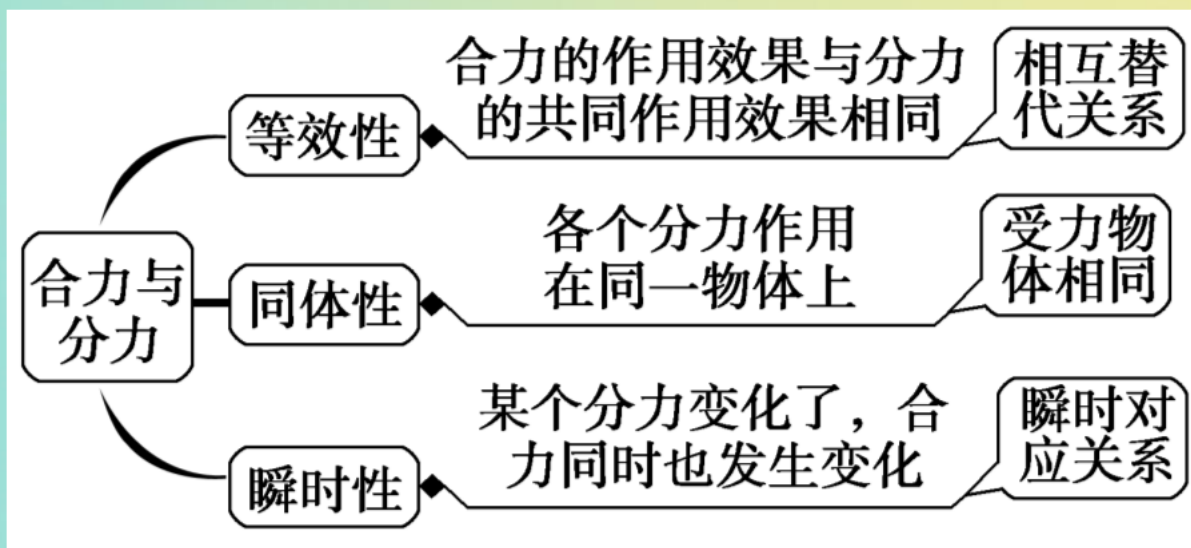 合力与
分力
等效性
合力的作用效果与分力
的共同作用效果相同
相互替
代关系
同体性
各个分力作用
在同一物体上
受力物
体相同
瞬时性
某个分力变化了，合
力同时也发生变化
瞬时对
应关系